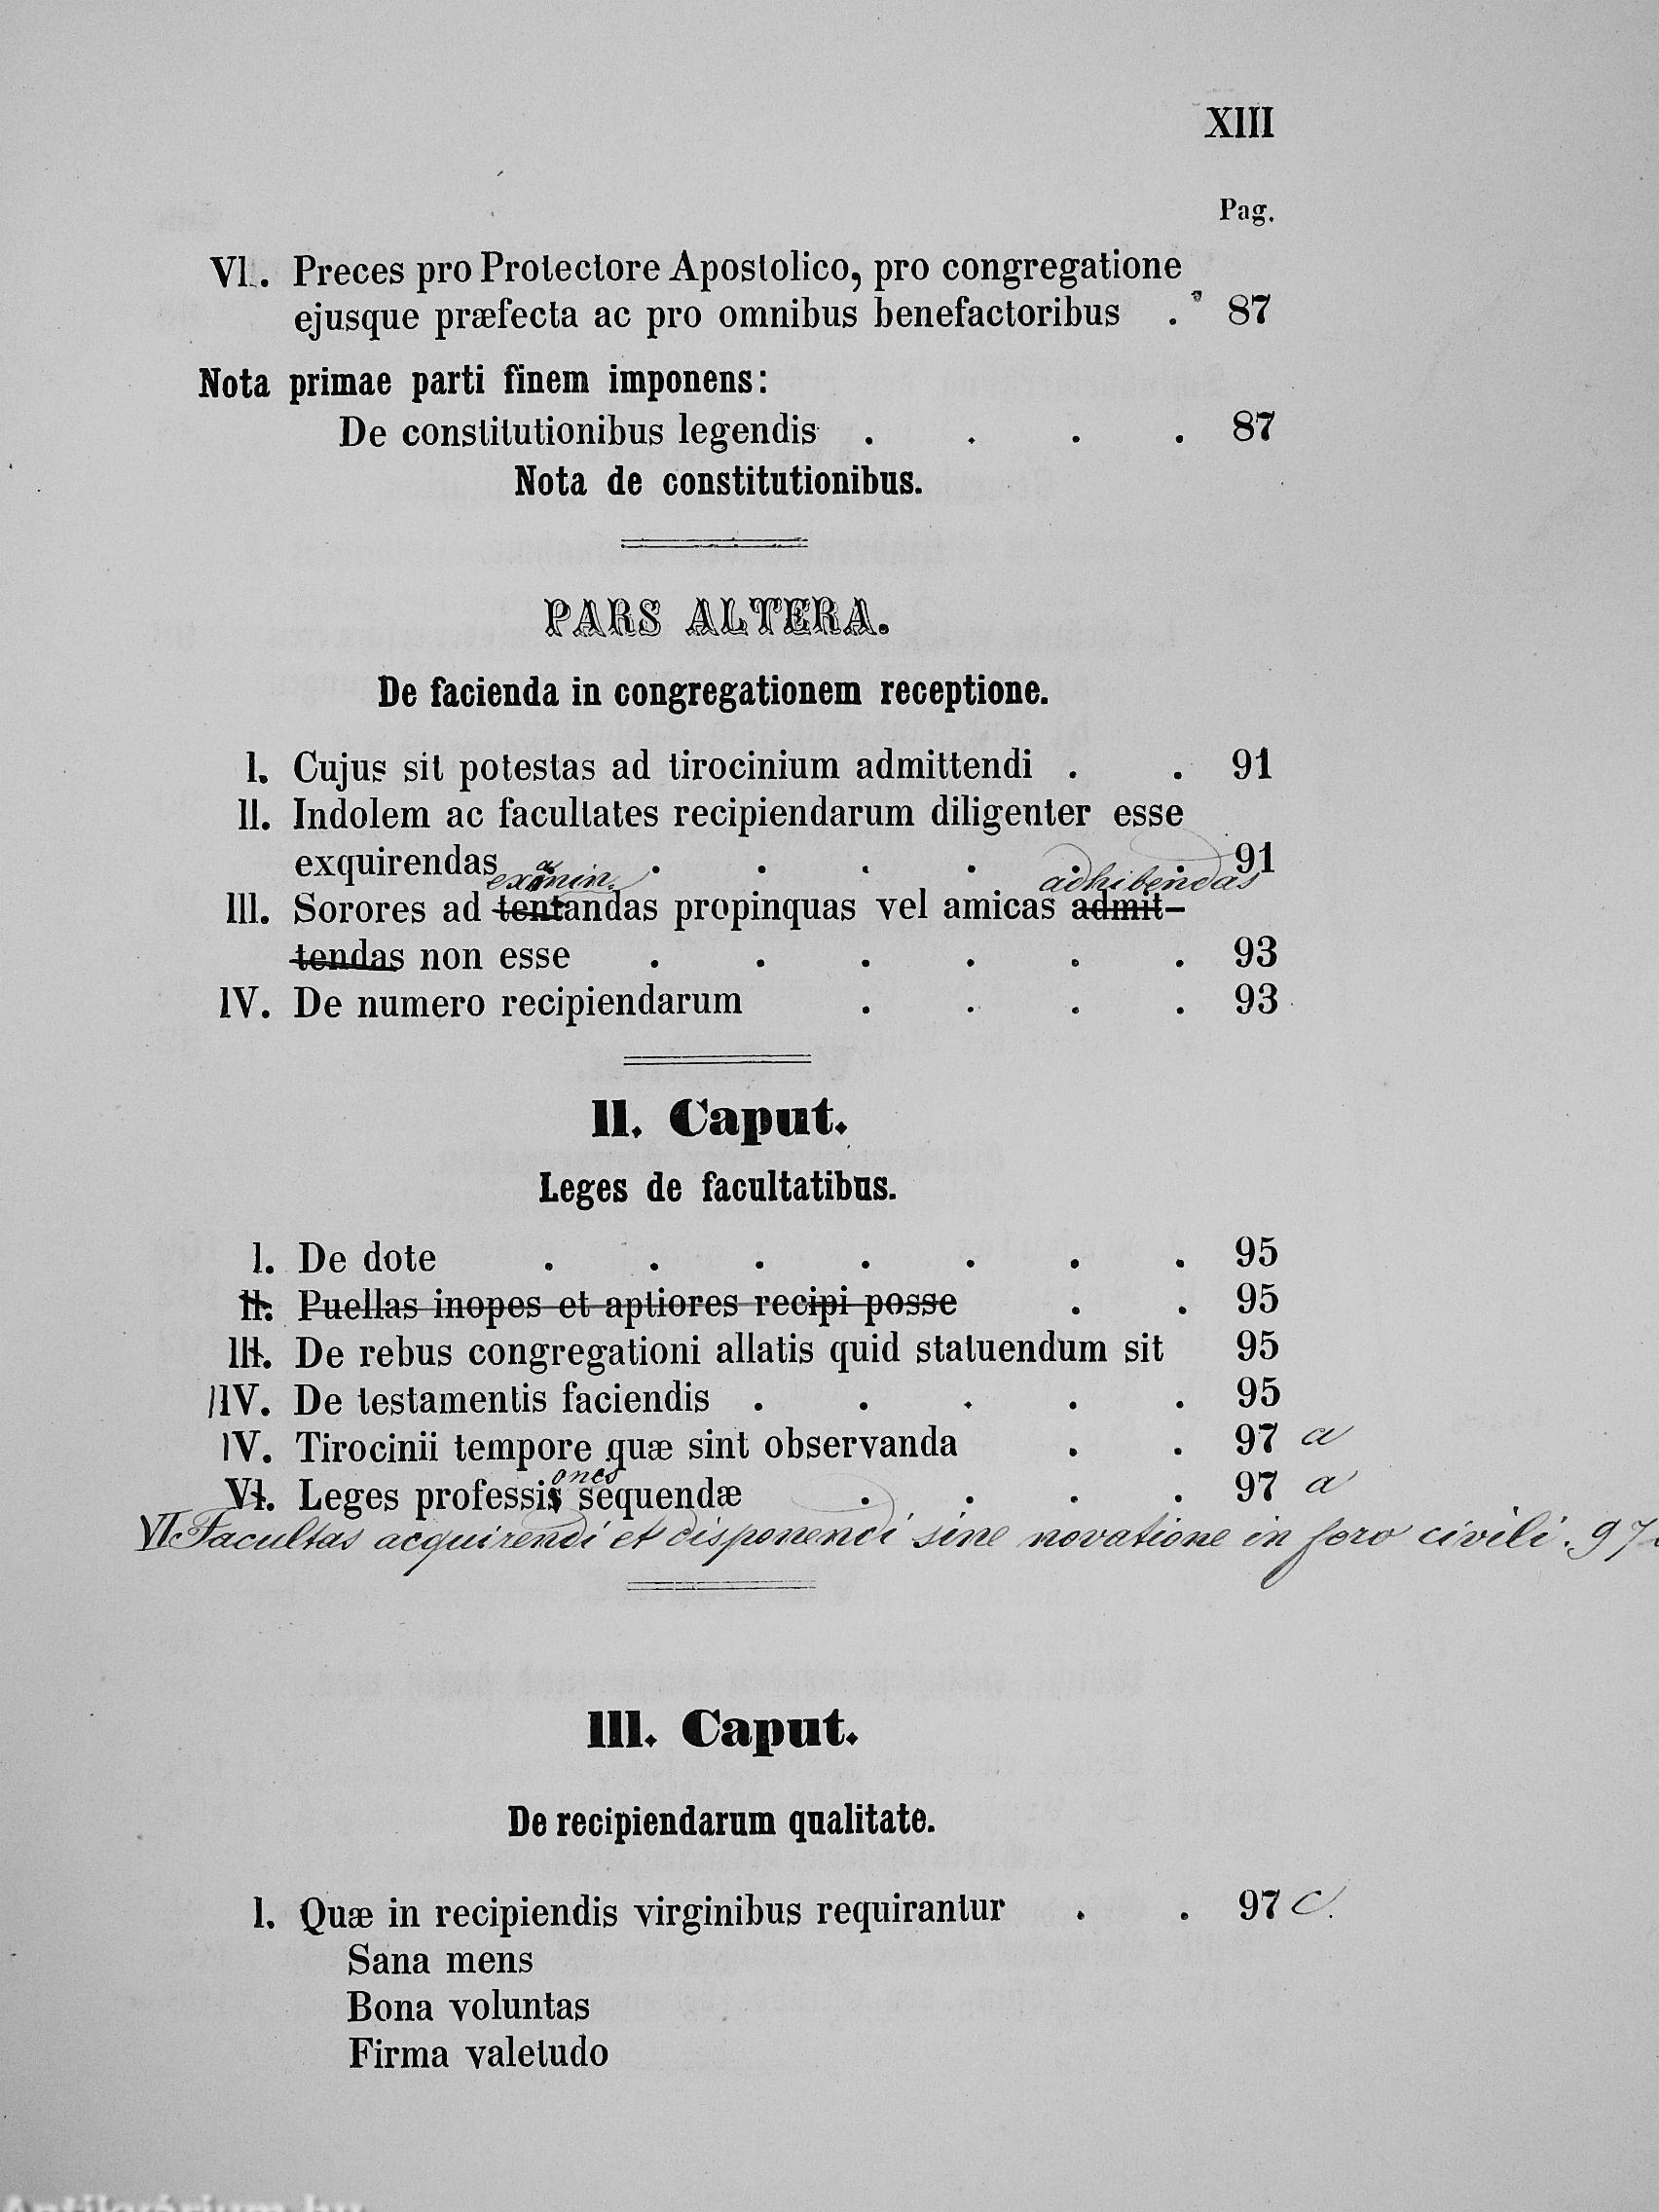 XIII
Pag.
VI. Preces pro Protectore Apostolico, pro congregatione
ejusque præfecta ac pro omnibus benefactoribus . 87
Nota primae parti finem imponens:
De constitutionibus legendis . . . . 87
Nota de constitutionibus.
PARS ALTERA.
De facienda in congregationem receptione.
I. Cujus sit potestas ad tirocinium admittendi . . 91
II. Indolem ac facultates recipiendarum diligenter esse
exquirendas . . . . . . 91
examin. adhibendas
III. Sorores ad tentandas propinquas vel amicas admit-
tendas non esse . . . . . . 93
IV. De numero recipiendarum . . . . 93
II. Caput.
Leges de facultatibus.
I. De dote . . . . . . . 95
II. Puellas inopes et aptiores recipi posse . . 95
III. De rebus congregationi allatis quid statuendum sit 95
IV. De testamentis faciendis . . . . . 95
IV. Tirocinii tempore quæ sint observanda . . 97 a
ones
VI. Leges professis sequendæ . . . . 97 a
VI. Facultas acquirendi et disponendi sine novatione in foro civili. 97
III. Caput.
De recipiendarum qualitate.
I. Quæ in recipiendis virginibus requirantur . . 97 c.
Sana mens
Bona voluntas
Firma valetudo